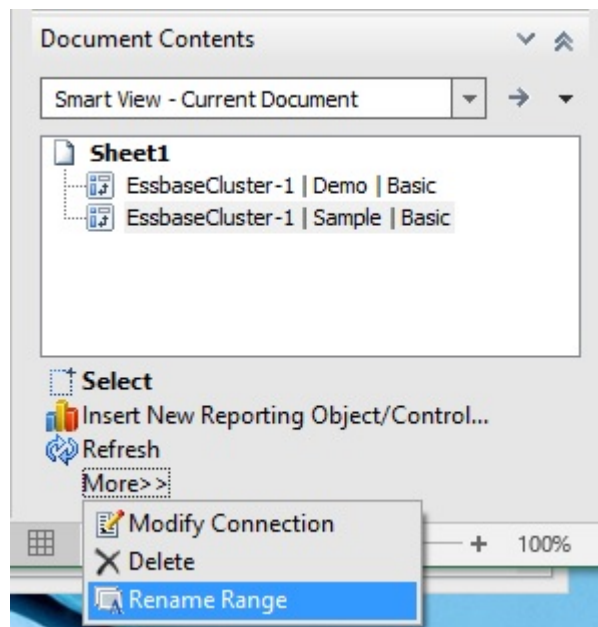 Document Contents
Smart View - Current Document
Sheet1
EssbaseCluster-1 | Demo | Basic
EssbaseCluster-1 | Sample | Basic
Select
Insert New Reporting Object/Control...
Refresh
More>>
Modify Connection
100%
Delete
Rename Range